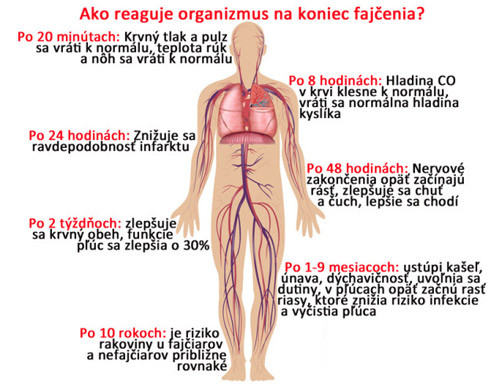 Ako reaguje organizmus na koniec fajčenia?
Po 20 minútach: Krvný tlak a pulz
sa vráti k normálu, teplota rúk
a nôh sa vráti k normálu
Po 8 hodinách: Hladina CO
v krvi klesne k normálu,
vráti sa normálna hladina
kyslíka
Po 24 hodinách: Znižuje sa
ravdepodobnosť infarktu
Po 48 hodinách: Nervové
zakončenia opäť začínajú
rásť, zlepšuje sa chuť
a čuch, lepšie sa chodí
Po 2 týždňoch: zlepšuje
sa krvný obeh, funkcie
pľúc sa zlepšia o 30%
Po 1-9 mesiacoch: ustúpi kašeľ,
únava, dýchavičnosť, uvoľnia sa
dutiny, v pľúcach opäť začnú rasť
riasy, ktoré znížia riziko infekcie
a vyčistia pľúca
Po 10 rokoch: je riziko
rakoviny u fajčiarov
a nefajčiarov približne
rovnaké